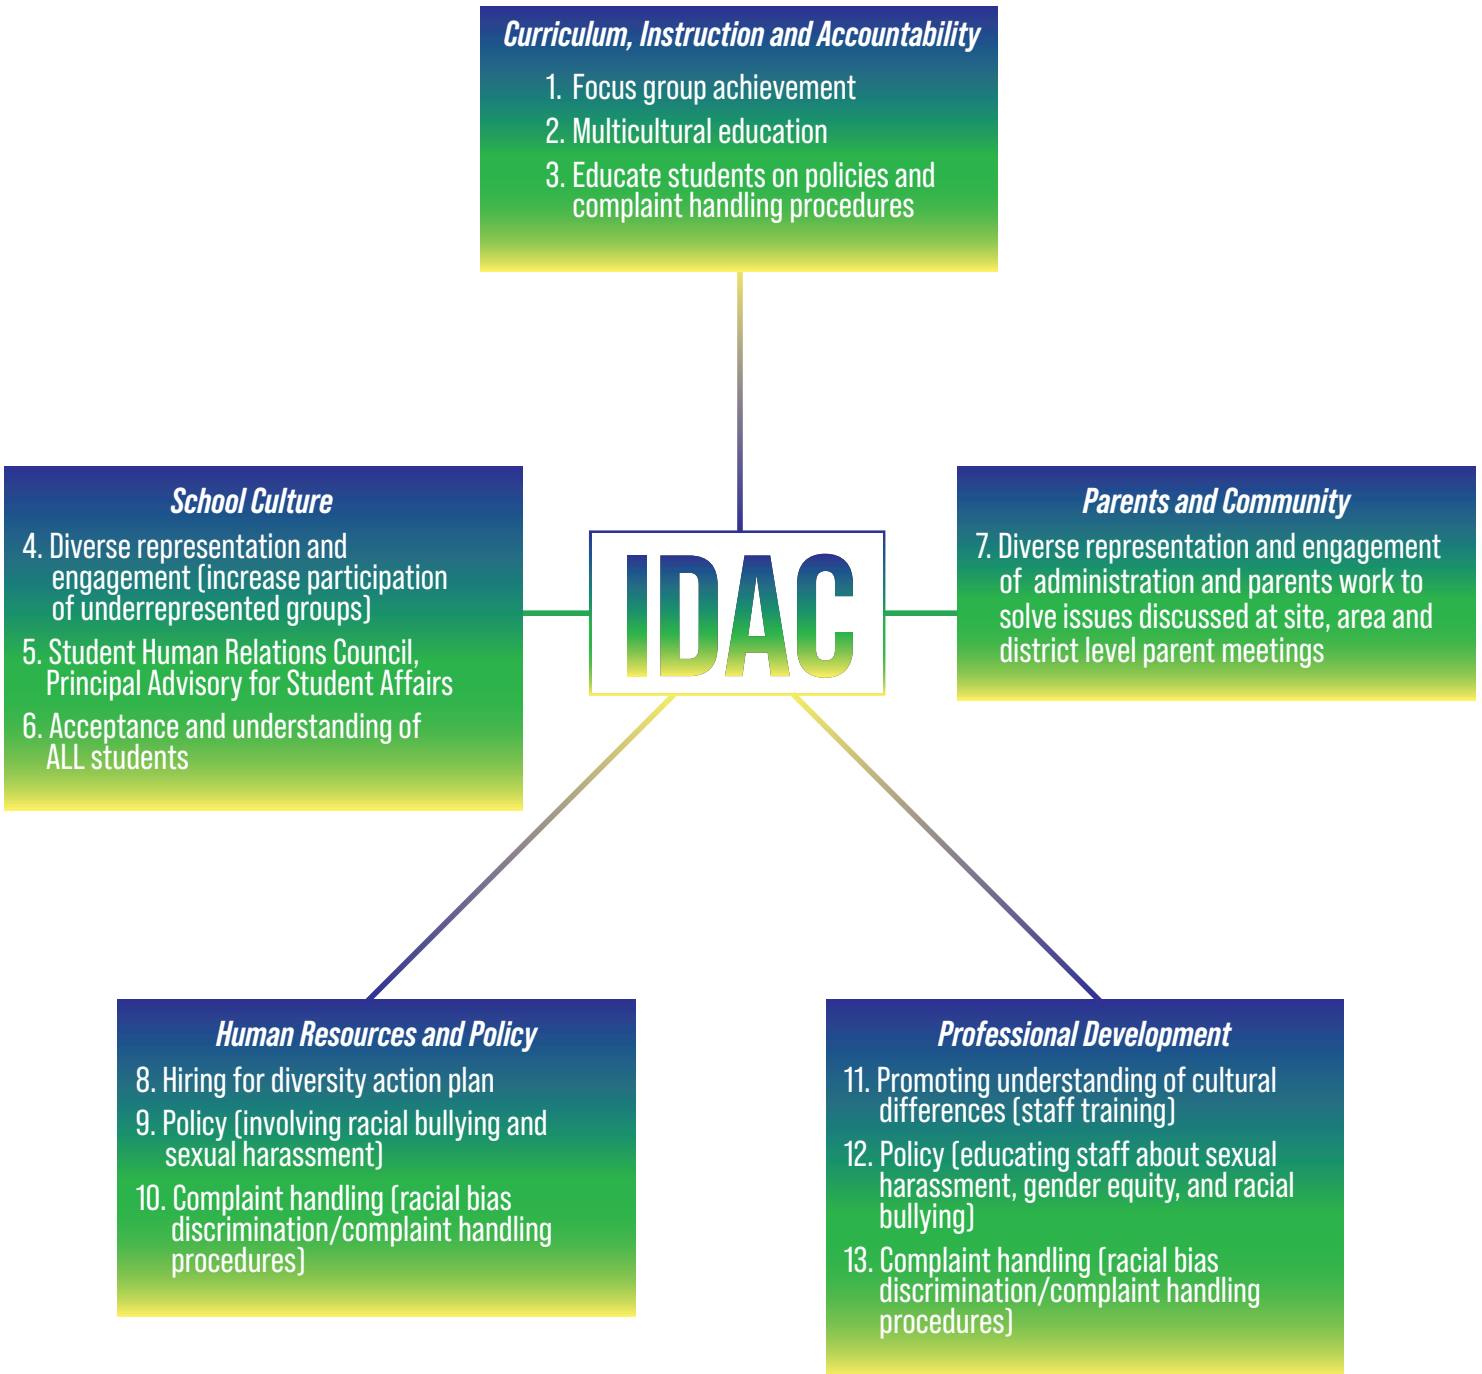 Curriculum, Instruction and Accountability
1. Focus group achievement
2. Multicultural education
3. Educate students on policies and
complaint handling procedures
School Culture
4. Diverse representation and
engagement (increase participation
of underrepresented groups)
5. Student Human Relations Council,
Principal Advisory for Student Affairs
6. Acceptance and understanding of
ALL students
IDAC
Parents and Community
7. Diverse representation and engagement
of administration and parents work to
solve issues discussed at site, area and
district level parent meetings
Human Resources and Policy
8. Hiring for diversity action plan
9. Policy (involving racial bullying and
sexual harassment)
10. Complaint handling (racial bias
discrimination/complaint handling
procedures)
Professional Development
11. Promoting understanding of cultural
differences (staff training)
12. Policy (educating staff about sexual
harassment, gender equity, and racial
bullying)
13. Complaint handling (racial bias
discrimination/complaint handling
procedures)